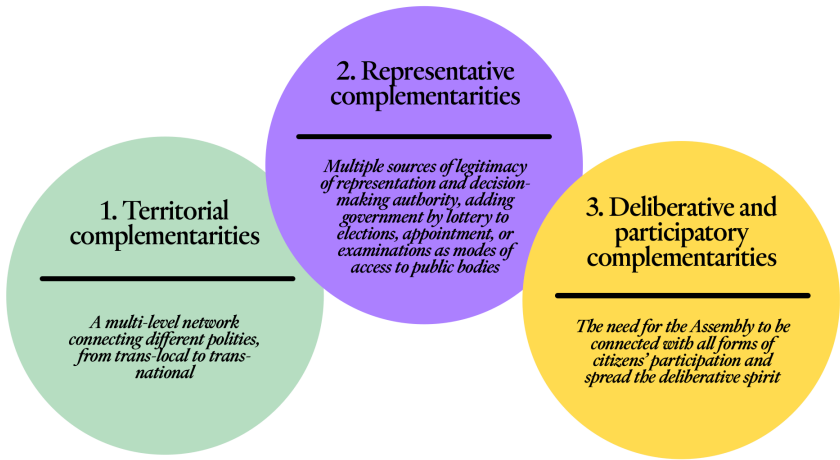 1. Territorial
complementarities
A multi-level network
connecting different polities,
from trans-local to trans-
national
2. Representative
complementarities
Multiple sources of legitimacy
of representation and decision-
making authority, adding
government by lottery to
elections, appointment, or
examinations as modes of
access to public bodies
3. Deliberative and
participatory
complementarities
The need for the Assembly to be
connected with all forms of
citizens' participation and
spread the deliberative spirit